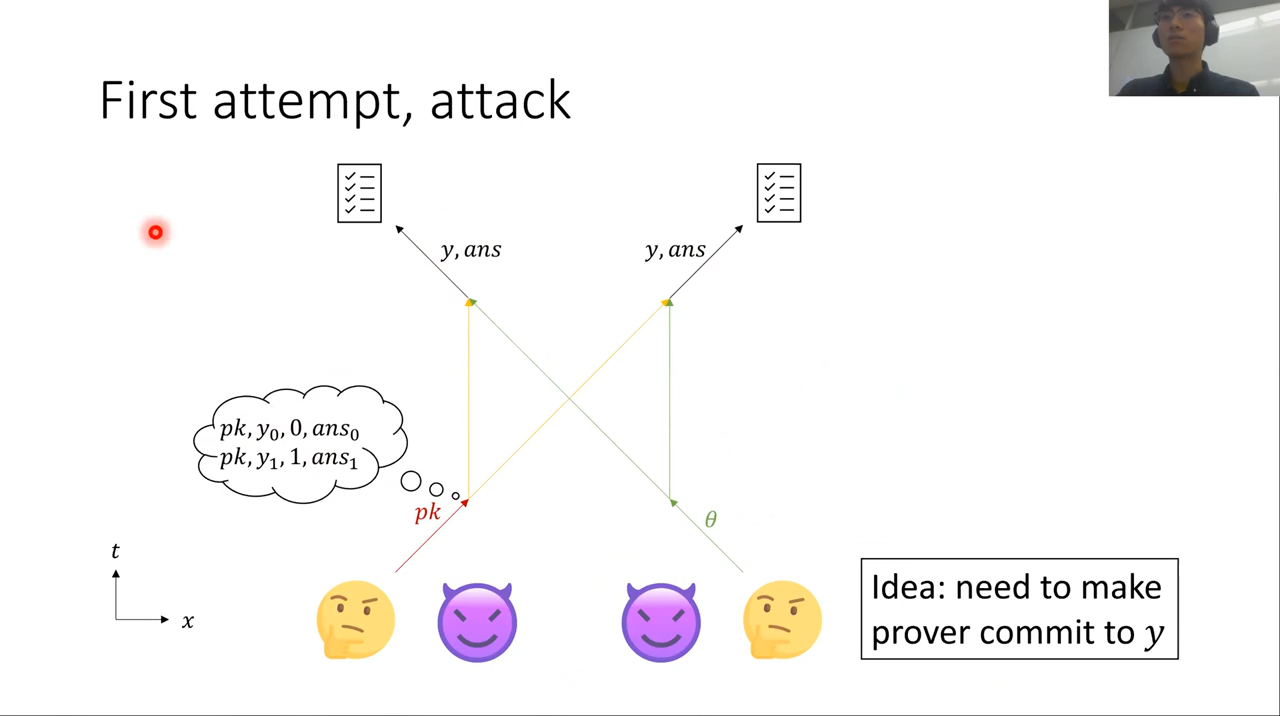 First attempt, attack
y, ans
y, ans
pk, y₀, 0, ans₀
pk, y₁, 1, ans₁
pk
θ
t
x
Idea: need to make
prover commit to y